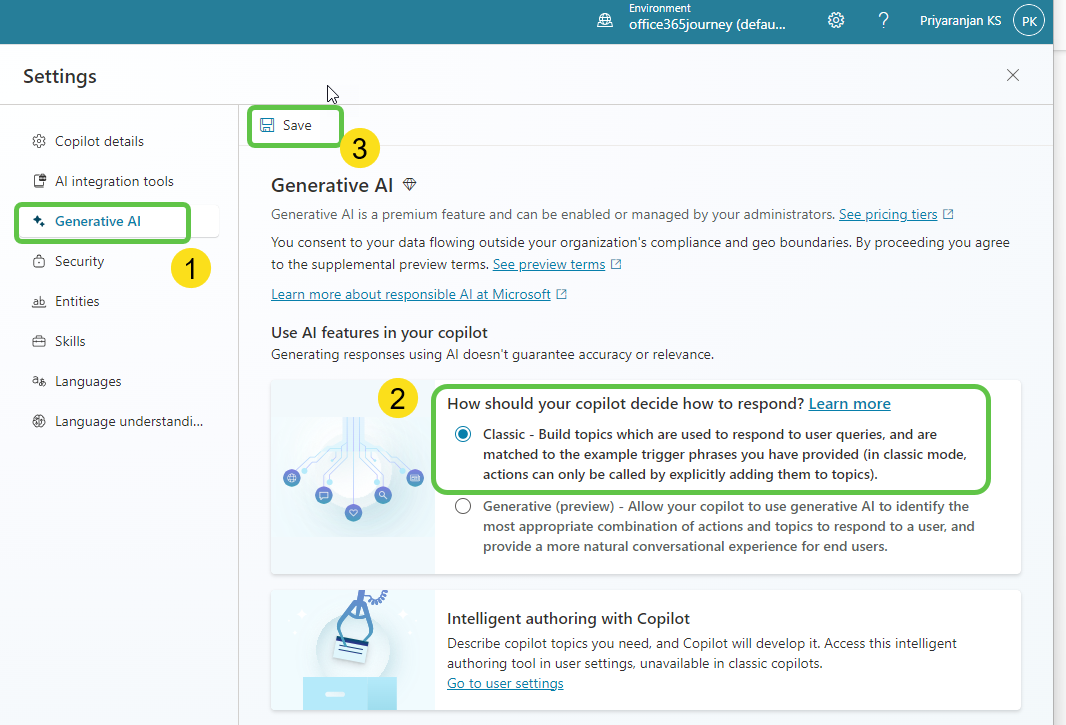 Environment
office365journey (defau...
?
Priyaranjan KS
PK
Settings
Copilot details
AI integration tools
Generative AI
1
Security
Entities
Skills
Languages
Language understandi...
Save
3
Generative AI
Generative AI is a premium feature and can be enabled or managed by your administrators. See pricing tiers
You consent to your data flowing outside your organization's compliance and geo boundaries. By proceeding you agree
to the supplemental preview terms. See preview terms
Learn more about responsible AI at Microsoft
Use AI features in your copilot
Generating responses using AI doesn't guarantee accuracy or relevance.
2
How should your copilot decide how to respond? Learn more
Classic - Build topics which are used to respond to user queries, and are
matched to the example trigger phrases you have provided (in classic mode,
actions can only be called by explicitly adding them to topics).
Generative (preview) - Allow your copilot to use generative AI to identify the
most appropriate combination of actions and topics to respond to a user, and
provide a more natural conversational experience for end users.
Intelligent authoring with Copilot
Describe copilot topics you need, and Copilot will develop it. Access this intelligent
authoring tool in user settings, unavailable in classic copilots.
Go to user settings